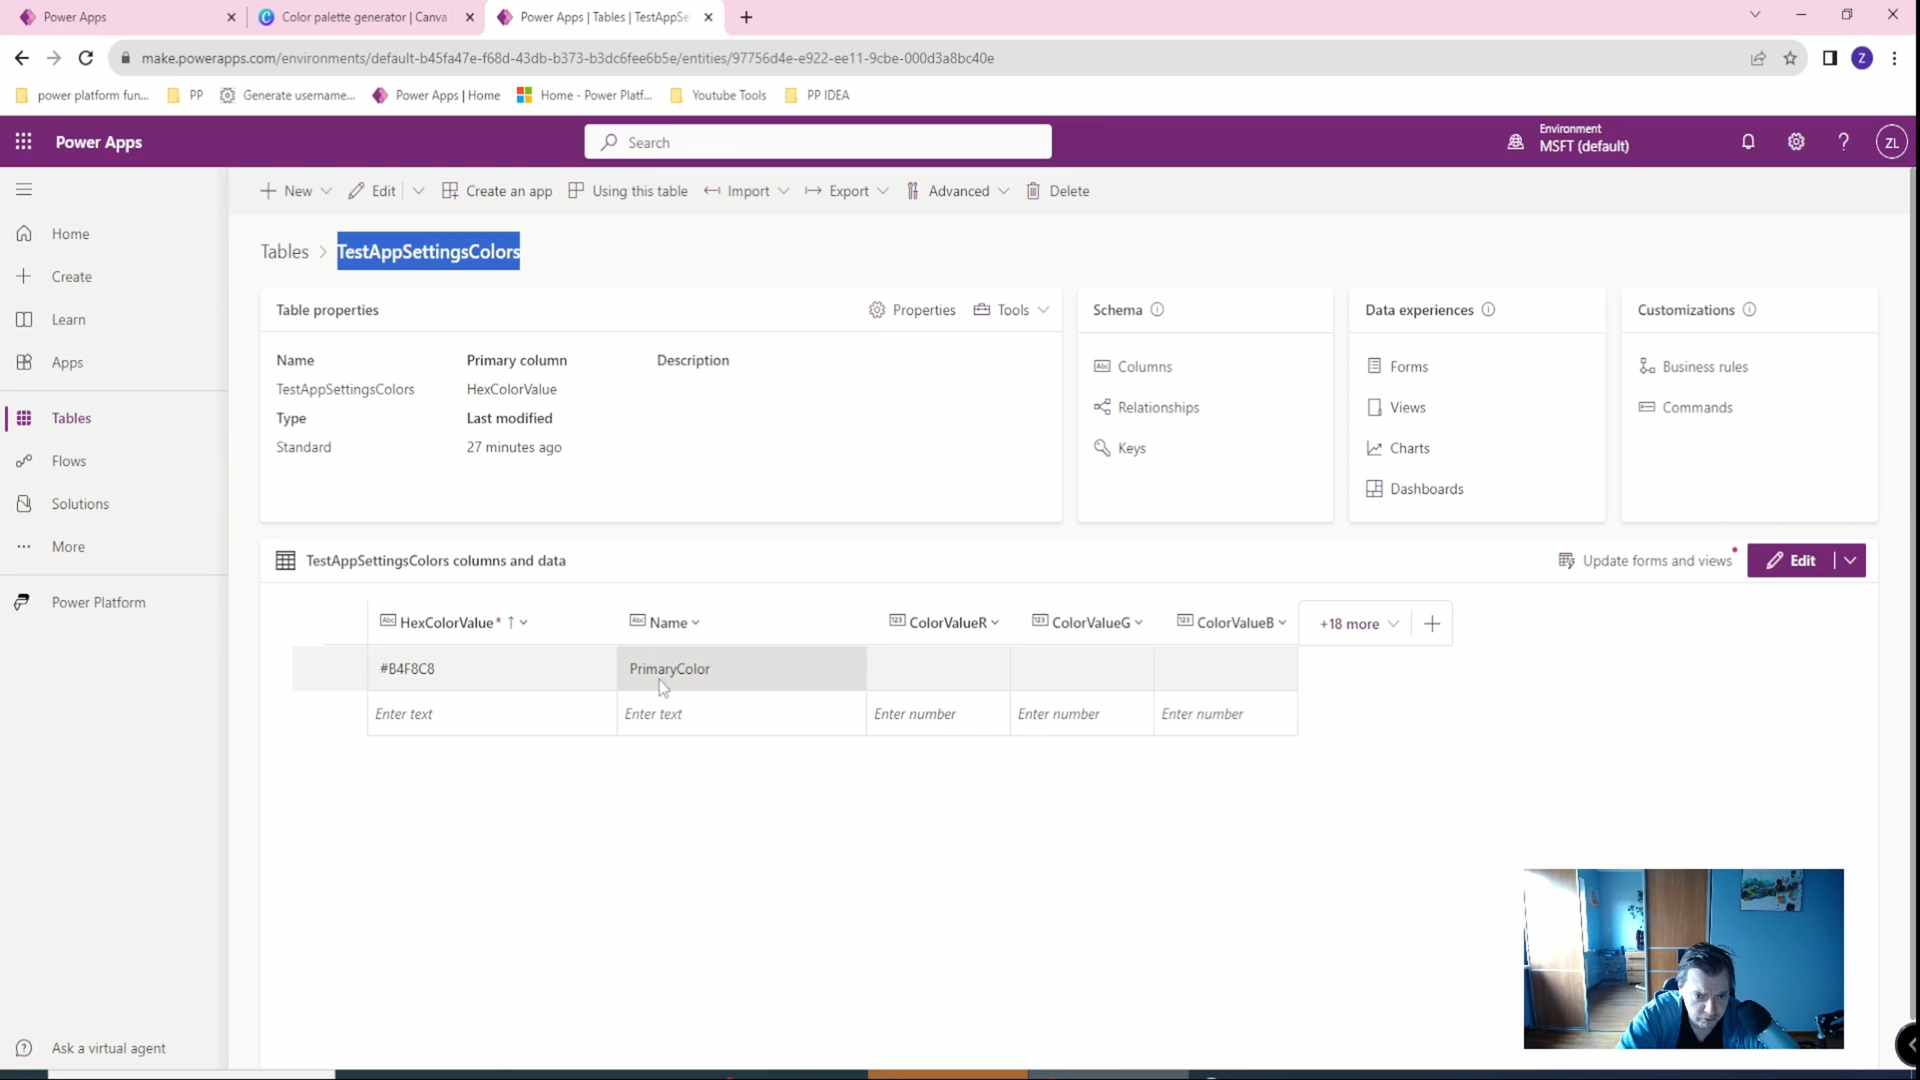 Power Apps
Color palette generator | Canva
Power Apps | Tables | TestAppSe
make.powerapps.com/environments/default-b45fa47e-f68d-43db-b373-b3dc6fee6b5e/entities/97756d4e-e922-ee11-9cbe-000d3a8bc40e
Z
power platform fun...
PP
Generate username...
Power Apps | Home
Home - Power Platf...
Youtube Tools
PP IDEA
Power Apps
Search
Environment
MSFT (default)
ZL
New
Edit
Create an app
Using this table
Import
Export
Advanced
Delete
Home
Create
Learn
Apps
Tables
Flows
Solutions
More
Power Platform
Ask a virtual agent
Tables > TestAppSettingsColors
Table properties
Properties
Tools
Name
Primary column
Description
TestAppSettingsColors
HexColorValue
Type
Last modified
Standard
27 minutes ago
Schema
Columns
Relationships
Keys
Data experiences
Forms
Views
Charts
Dashboards
Customizations
Business rules
Commands
TestAppSettingsColors columns and data
Update forms and views
Edit
Abc HexColorValue * ↑
Abc Name
123 ColorValueR
123 ColorValueG
123 ColorValueB
+18 more
#B4F8C8
PrimaryColor
Enter text
Enter text
Enter number
Enter number
Enter number